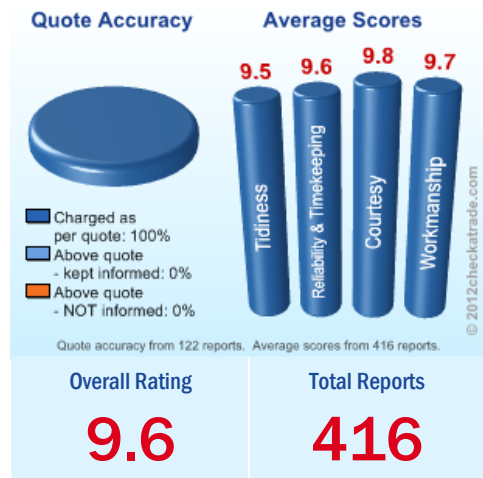 Quote Accuracy
Average Scores
9.5
9.6
9.8
9.7
Tidiness
Reliability & Timekeeping
Courtesy
Workmanship
Charged as
per quote: 100%
Above quote
- kept informed: 0%
Above quote
- NOT informed: 0%
© 2012checkatrade.com
Quote accuracy from 122 reports. Average scores from 416 reports.
Overall Rating
9.6
Total Reports
416